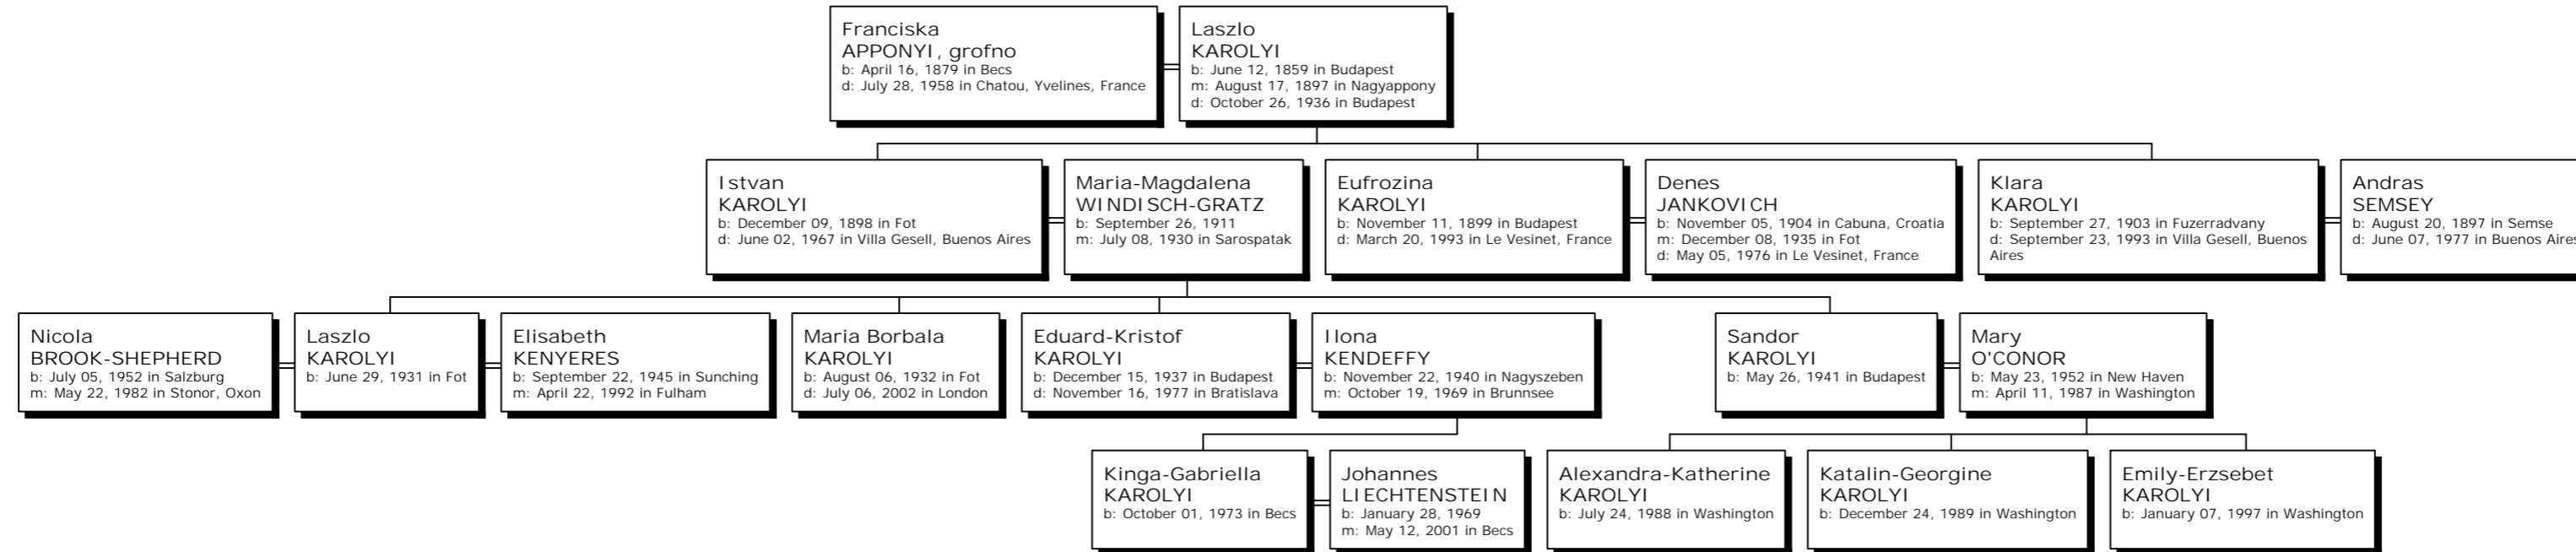 Franciska
APPONYI, grofno
b: April 16, 1879 in Becs
d: July 28, 1958 in Chatou, Yvelines, France
Laszlo
KAROLYI
b: June 12, 1859 in Budapest
m: August 17, 1897 in Nagyappony
d: October 26, 1936 in Budapest
Istvan
KAROLYI
b: December 09, 1898 in Fot
d: June 02, 1967 in Villa Gesell, Buenos Aires
Maria-Magdalena
WINDISCH-GRATZ
b: September 26, 1911
m: July 08, 1930 in Sarospatak
Eufrozina
KAROLYI
b: November 11, 1899 in Budapest
d: March 20, 1993 in Le Vesinet, France
Denes
JANKOVICH
b: November 05, 1904 in Cabuna, Croatia
m: December 08, 1935 in Fot
d: May 05, 1976 in Le Vesinet, France
Klara
KAROLYI
b: September 27, 1903 in Fuzerradvany
d: September 23, 1993 in Villa Gesell, Buenos
Aires
Andras
SEMSEY
b: August 20, 1897 in Semse
d: June 07, 1977 in Buenos Aires
Nicola
BROOK-SHEPHERD
b: July 05, 1952 in Salzburg
m: May 22, 1982 in Stonor, Oxon
Laszlo
KAROLYI
b: June 29, 1931 in Fot
Elisabeth
KENYERES
b: September 22, 1945 in Sunching
m: April 22, 1992 in Fulham
Maria Borbala
KAROLYI
b: August 06, 1932 in Fot
d: July 06, 2002 in London
Eduard-Kristof
KAROLYI
b: December 15, 1937 in Budapest
d: November 16, 1977 in Bratislava
Ilona
KENDEFFY
b: November 22, 1940 in Nagyszeben
m: October 19, 1969 in Brunnsee
Sandor
KAROLYI
b: May 26, 1941 in Budapest
Mary
O'CONOR
b: May 23, 1952 in New Haven
m: April 11, 1987 in Washington
Kinga-Gabriella
KAROLYI
b: October 01, 1973 in Becs
Johannes
LIECHTENSTEIN
b: January 28, 1969
m: May 12, 2001 in Becs
Alexandra-Katherine
KAROLYI
b: July 24, 1988 in Washington
Katalin-Georgine
KAROLYI
b: December 24, 1989 in Washington
Emily-Erzsebet
KAROLYI
b: January 07, 1997 in Washington